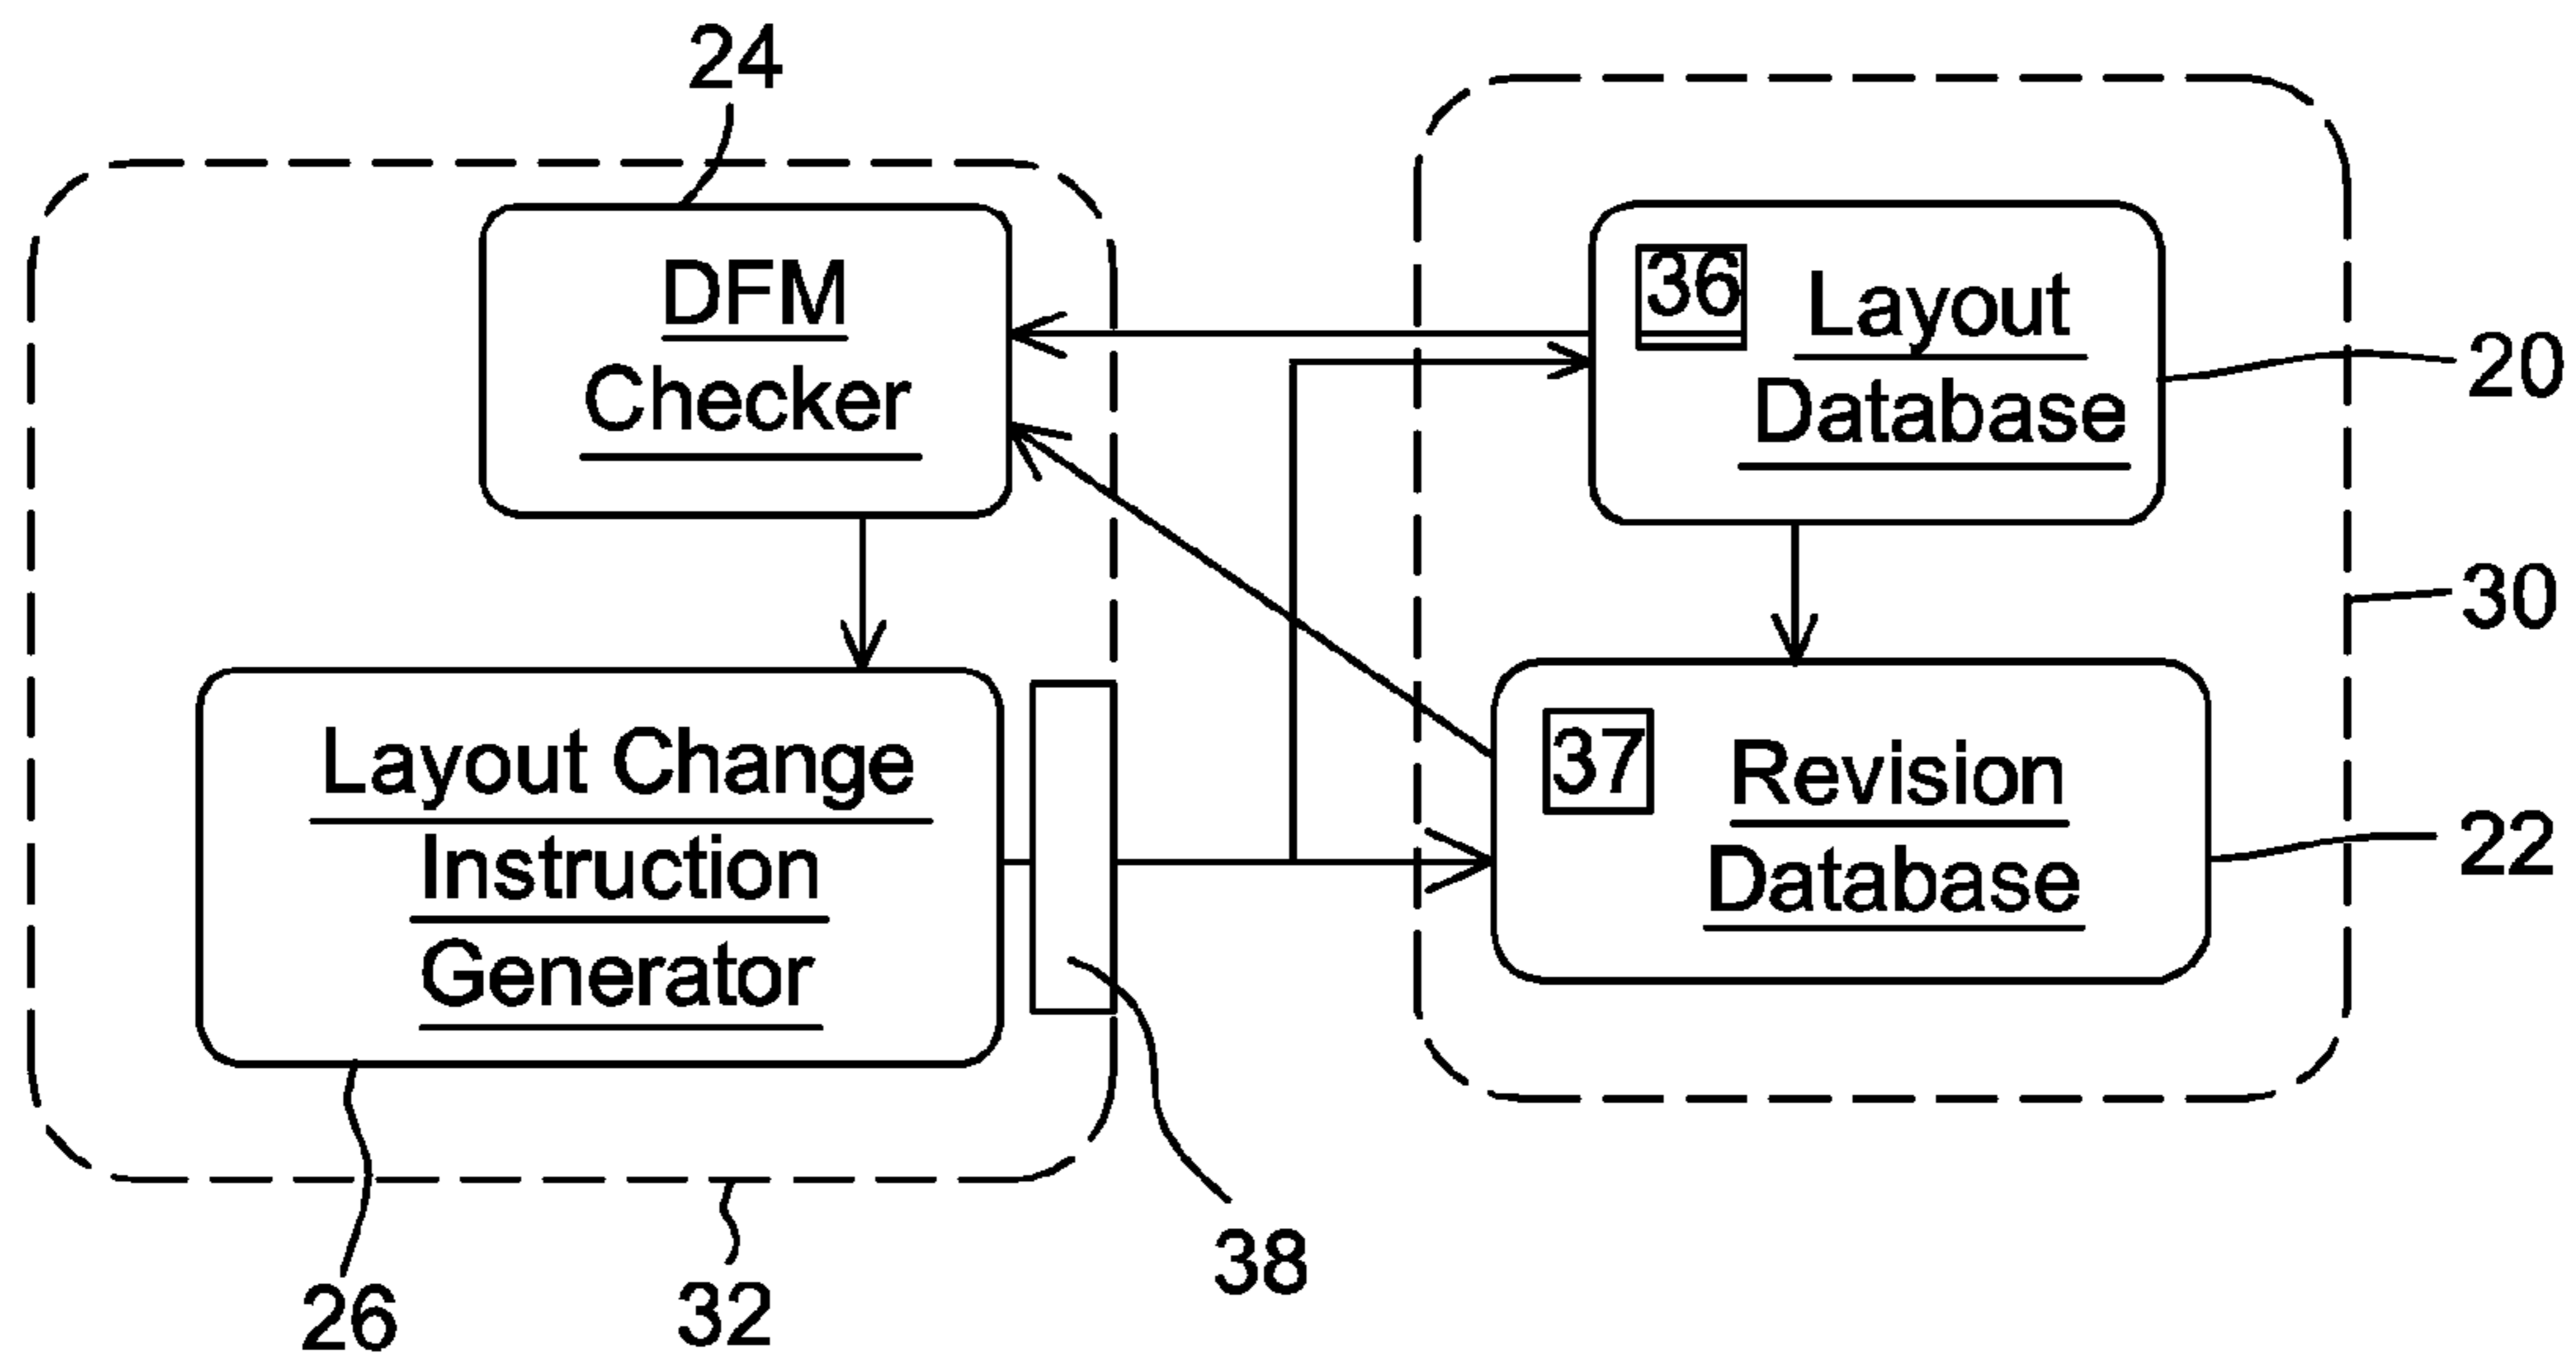 24
DFM
Checker
36
Layout
Database
20
30
Layout Change
Instruction
Generator
37
Revision
Database
22
38
26
32